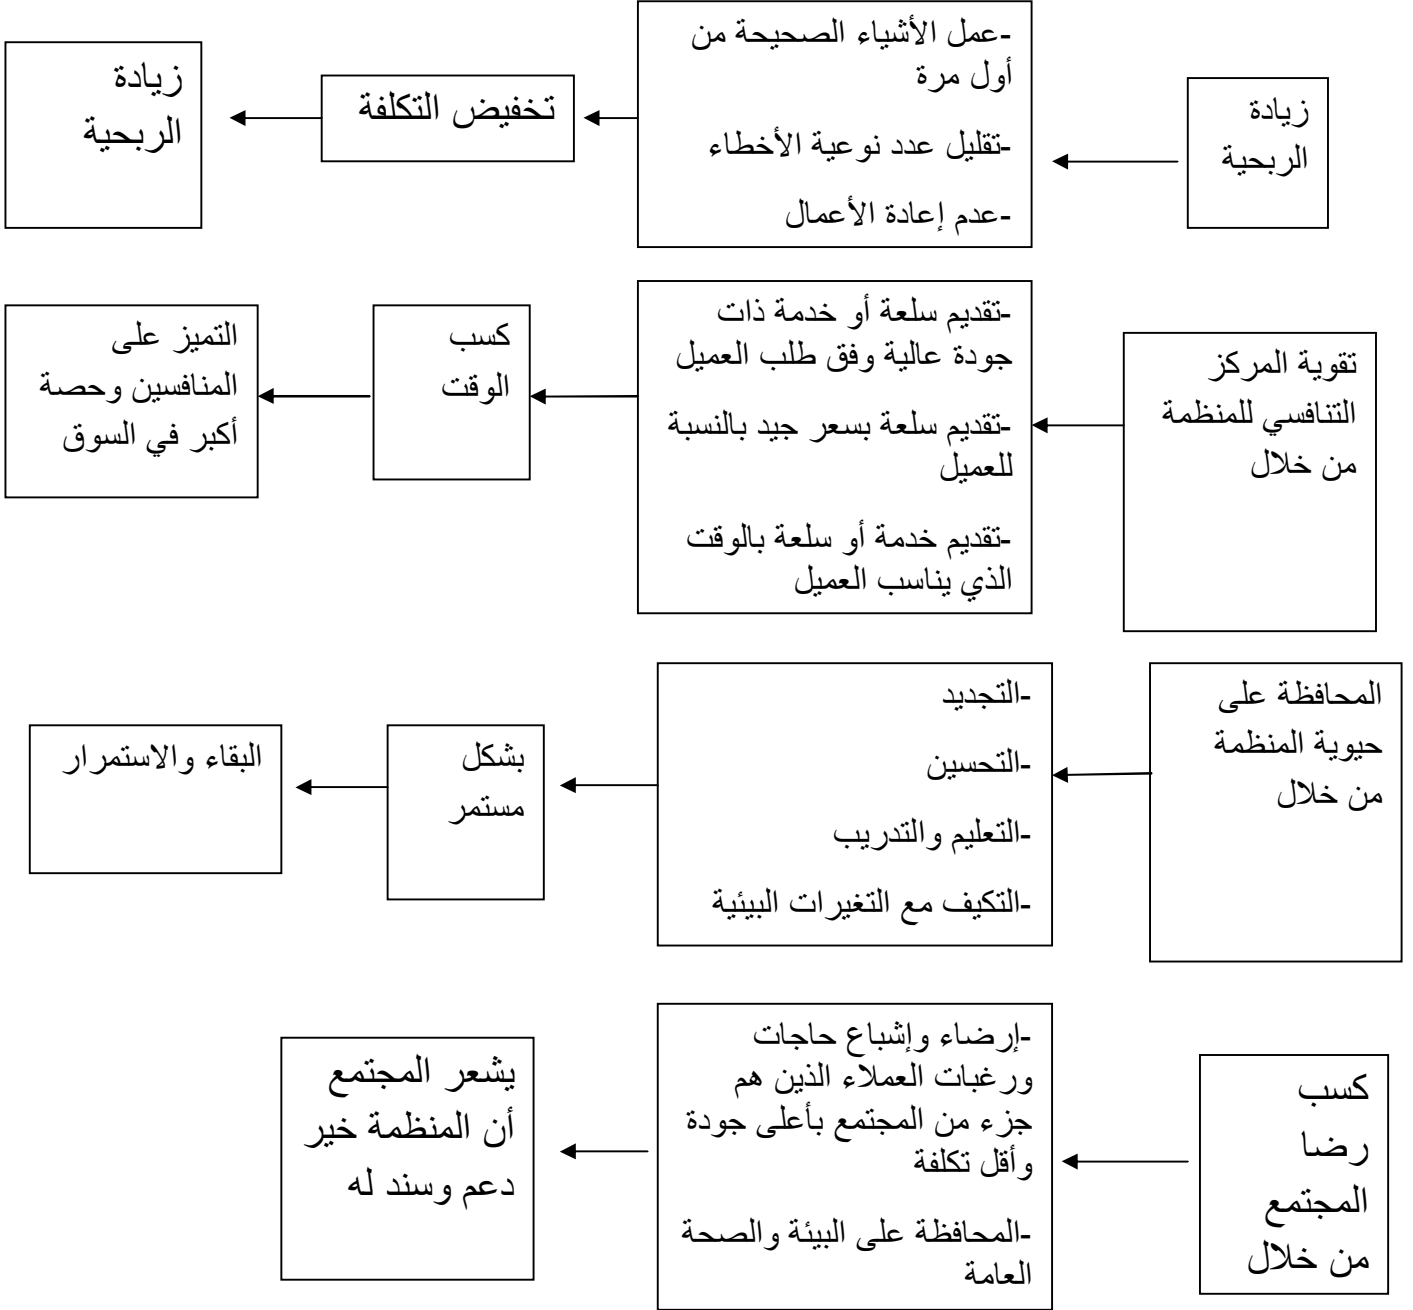 زيادة
الربحية
-عمل الأشياء الصحيحة من
أول مرة
-تقليل عدد نوعية الأخطاء
-عدم إعادة الأعمال
تخفيض التكلفة
زيادة
الربحية
تقوية المركز
التنافسي للمنظمة
من خلال
-تقديم سلعة أو خدمة ذات
جودة عالية وفق طلب العميل
-تقديم سلعة بسعر جيد بالنسبة
للعميل
-تقديم خدمة أو سلعة بالوقت
الذي يناسب العميل
كسب
الوقت
التميز على
المنافسين وحصة
أكبر في السوق
المحافظة على
حيوية المنظمة
من خلال
-التجديد
-التحسين
-التعليم والتدريب
-التكيف مع التغيرات البيئية
بشكل
مستمر
البقاء والاستمرار
كسب
رضا
المجتمع
من خلال
-إرضاء وإشباع حاجات
ورغبات العملاء الذين هم
جزء من المجتمع بأعلى جودة
وأقل تكلفة
-المحافظة على البيئة والصحة
العامة
يشعر المجتمع
أن المنظمة خير
دعم وسند له